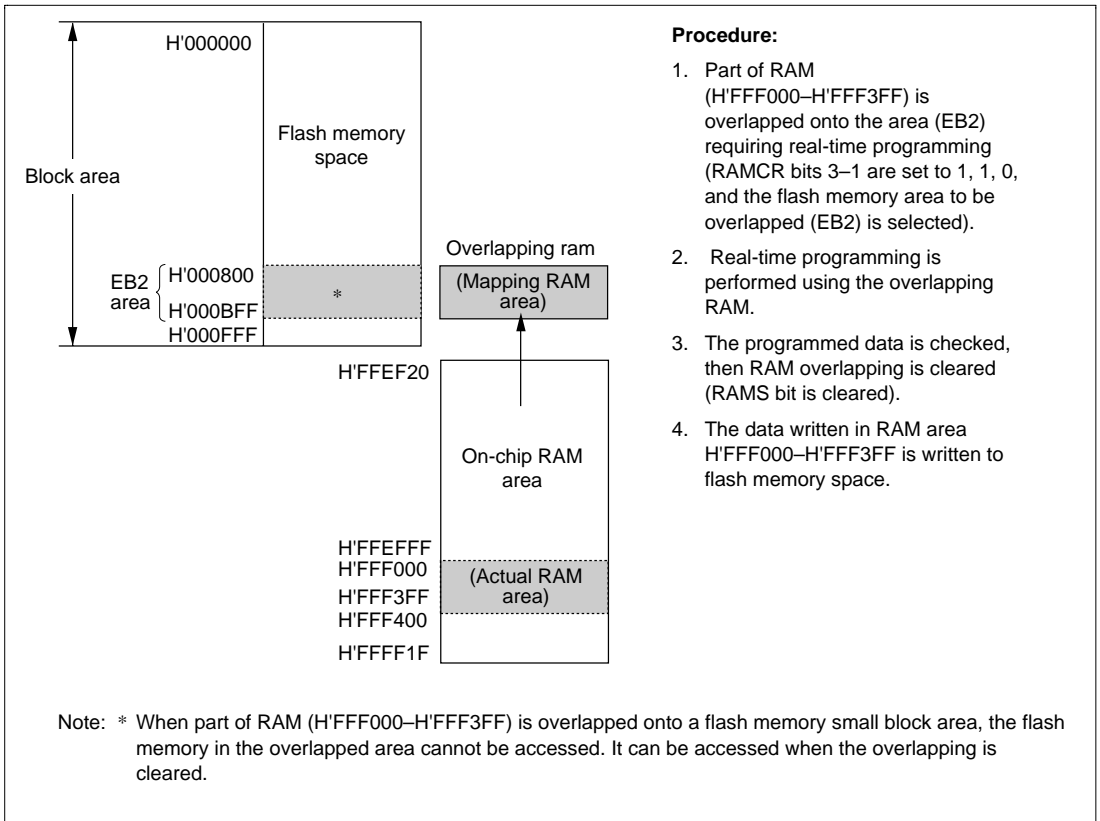 H'000000
Flash memory
space
Block area
EB2
area
H'000800
*
H'000BFF
H'000FFF
Overlapping ram
(Mapping RAM
area)
H'FFEF20
On-chip RAM
area
H'FFEFFF
H'FFF000
H'FFF3FF
(Actual RAM
area)
H'FFF400
H'FFFF1F
Procedure:
1. Part of RAM
(H'FFF000–H'FFF3FF) is
overlapped onto the area (EB2)
requiring real-time programming
(RAMCR bits 3–1 are set to 1, 1, 0,
and the flash memory area to be
overlapped (EB2) is selected).
2. Real-time programming is
performed using the overlapping
RAM.
3. The programmed data is checked,
then RAM overlapping is cleared
(RAMS bit is cleared).
4. The data written in RAM area
H'FFF000–H'FFF3FF is written to
flash memory space.
Note: * When part of RAM (H'FFF000–H'FFF3FF) is overlapped onto a flash memory small block area, the flash
memory in the overlapped area cannot be accessed. It can be accessed when the overlapping is
cleared.